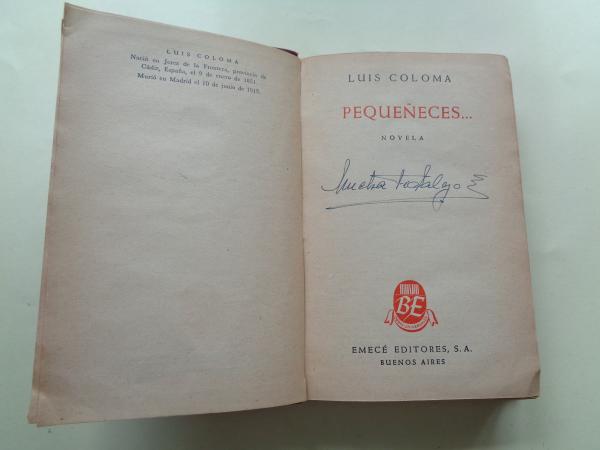 LUIS COLOMA
Nació en Jerez de la Frontera, provincia de
Cádiz, España, el 9 de enero de 1851.
Murió en Madrid el 10 de junio de 1915.
LUIS COLOMA
PEQUEÑECES...
NOVELA
BE
EMECÉ EDITORES, S.A.
BUENOS AIRES